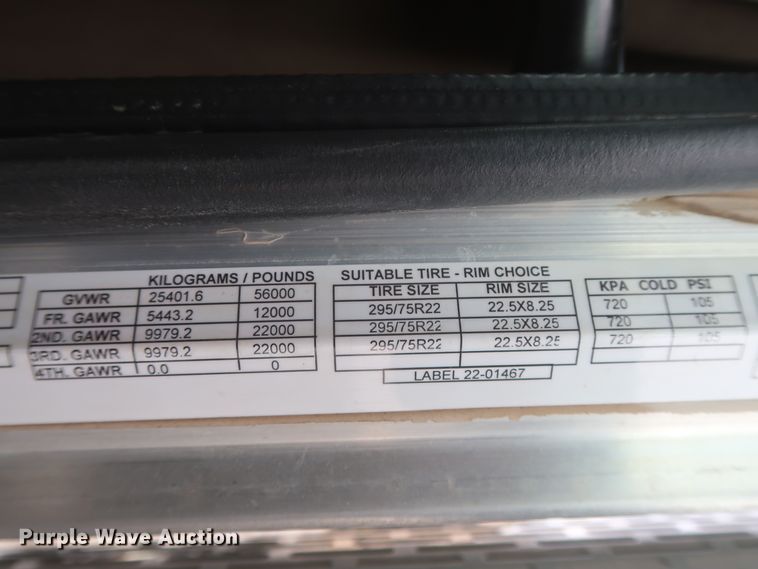 KILOGRAMS / POUNDS
GVWR 25401.6 56000
FR. GAWR 5443.2 12000
2ND. GAWR 9979.2 22000
3RD. GAWR 9979.2 22000
4TH. GAWR 0.0 0
SUITABLE TIRE - RIM CHOICE
TIRE SIZE RIM SIZE
295/75R22 22.5X8.25
295/75R22 22.5X8.25
295/75R22 22.5X8.25
LABEL 22-01467
KPA COLD PSI
720 105
720 105
720 105
Purple Wave Auction